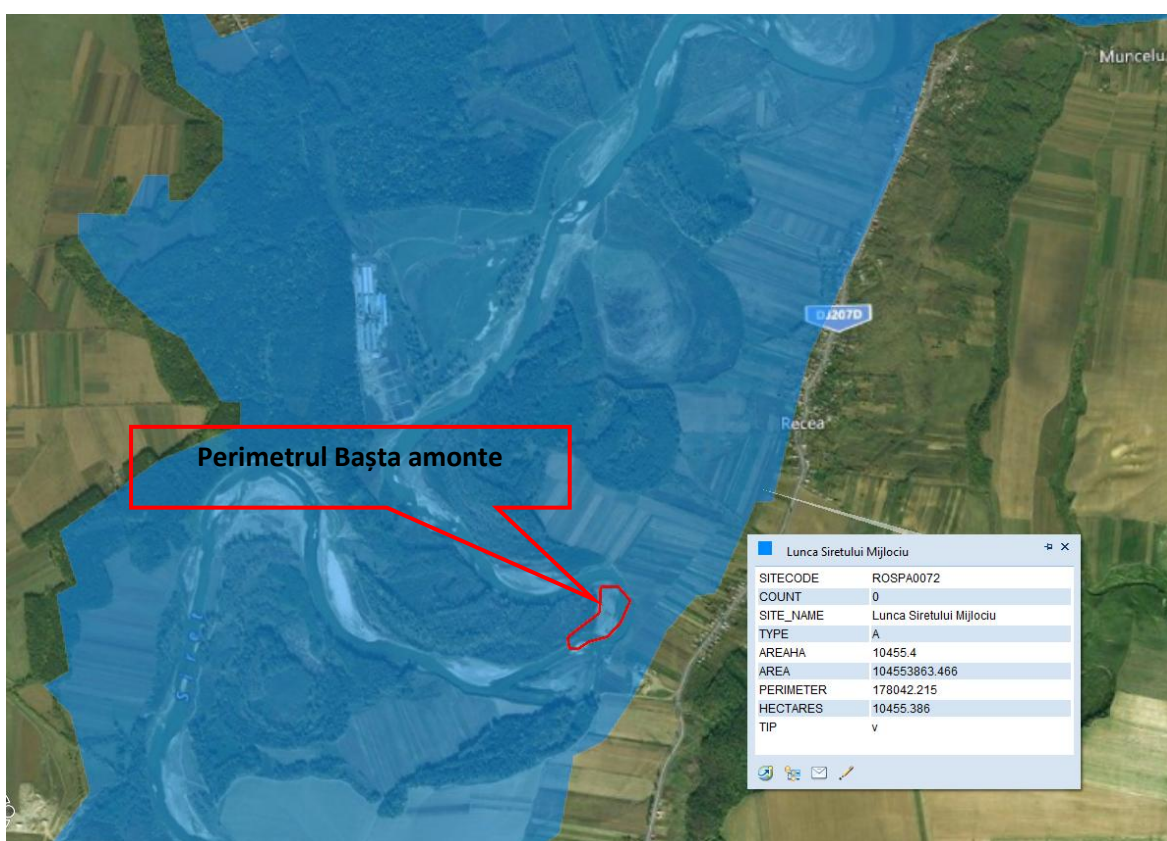 Muncelu
DJ207D
Recea
Perimetrul Bașta amonte
Siret
Lunca Siretului Mijlociu
SITECODE ROSPA0072
COUNT 0
SITE_NAME Lunca Siretului Mijlociu
TYPE A
AREAHA 10455.4
AREA 104553863.466
PERIMETER 178042.215
HECTARES 10455.386
TIP v